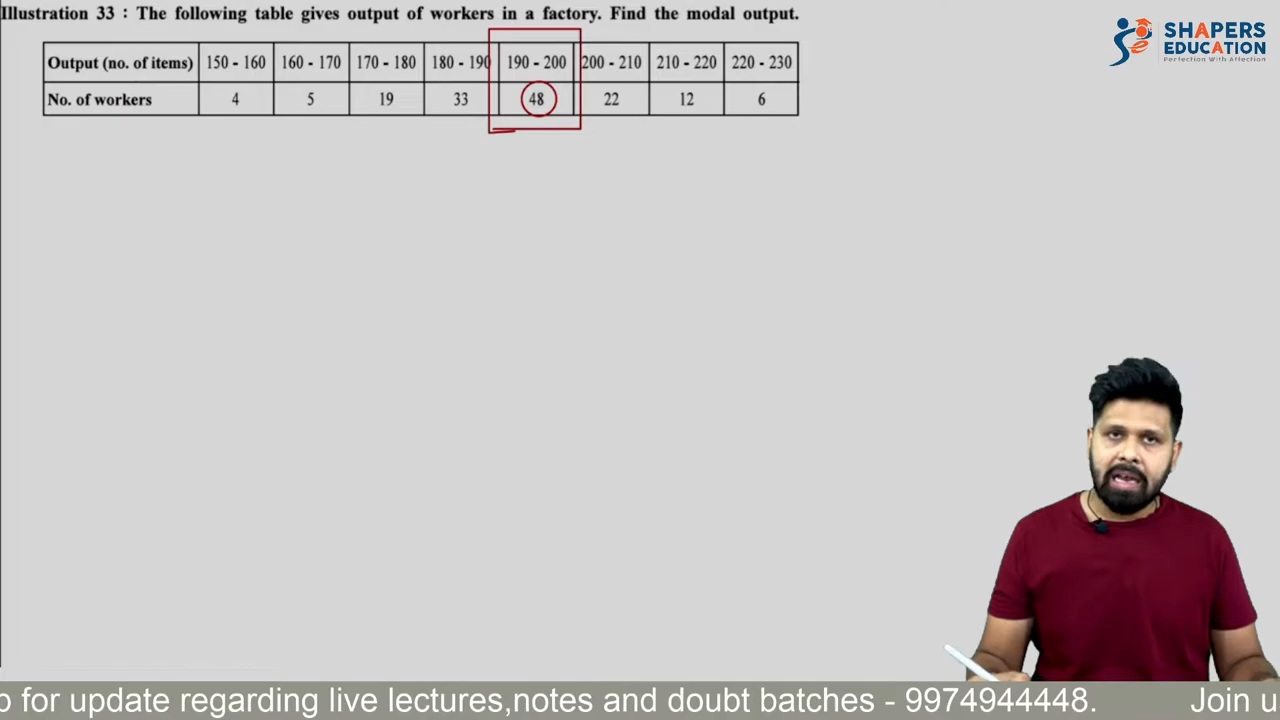 Illustration 33 : The following table gives output of workers in a factory. Find the modal output.
Output (no. of items) 150 - 160 160 - 170 170 - 180 180 - 190 190 - 200 200 - 210 210 - 220 220 - 230
No. of workers 4 5 19 33 48 22 12 6
SHAPERS
EDUCATION
Perfection With Affection
p for update regarding live lectures,notes and doubt batches - 9974944448. Join u